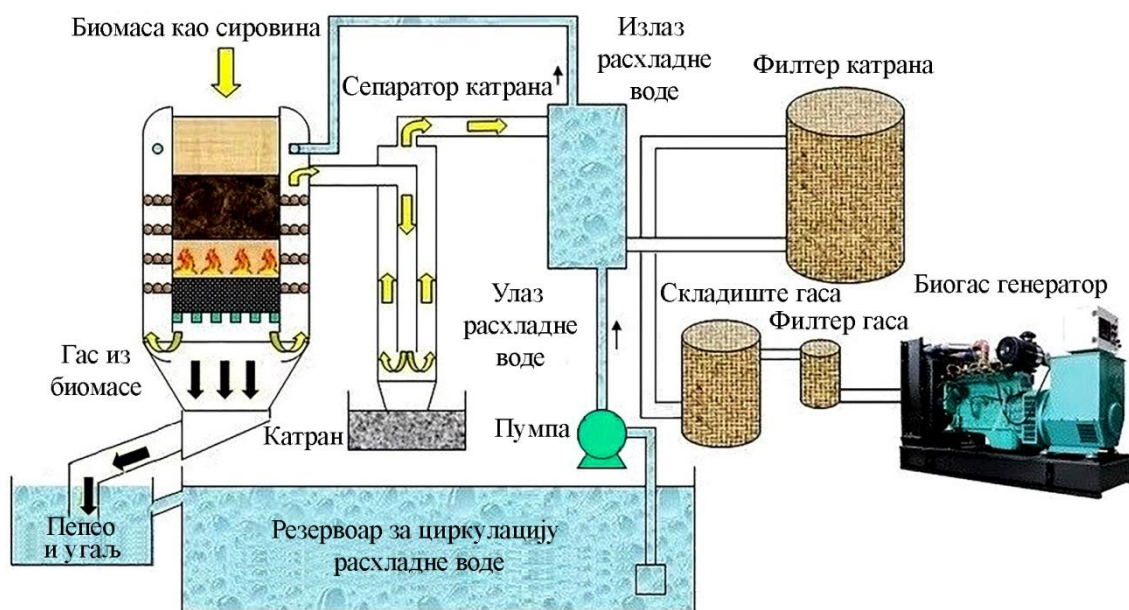 Биомаса као сировина
Излаз
расхладне
воде
Филтер катрана
Сепаратор катрана
Улаз
расхладне
воде
Складиште гаса
Филтер гаса
Биогас генератор
Гас из
биомасе
Катран
Пумпа
Пепео
и угаљ
Резервоар за циркулацију
расхладне воде